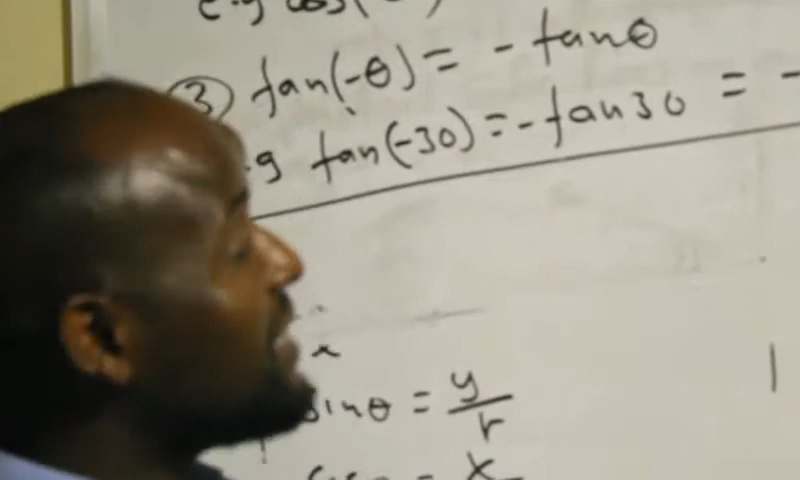 e.g cos(
③ tan(-θ) = - tanθ
.g tan(-30) = - tan30 = -
sinθ = y/r
= x